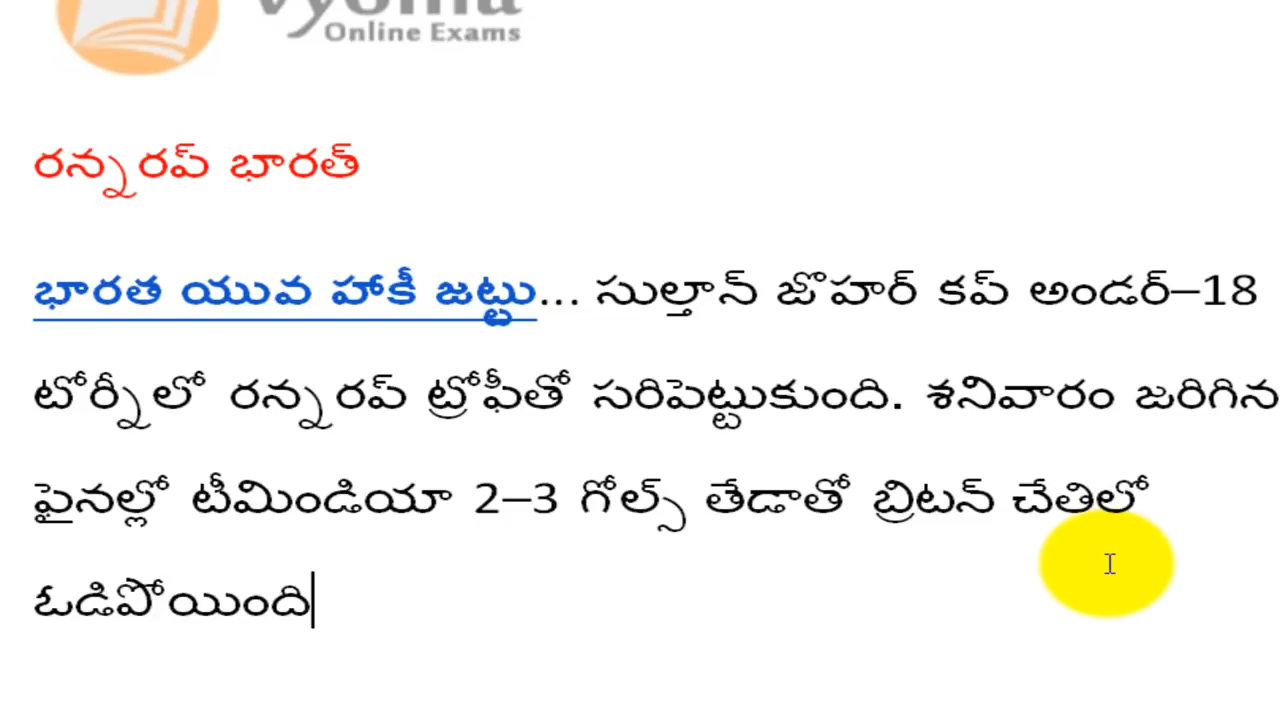 Online Exams
రన్నరప్ భారత్
భారత యువ హాకీ జట్టు... సుల్తాన్ జొహర్ కప్ అండర్–18
టోర్నీలో రన్నరప్ ట్రోఫీతో సరిపెట్టుకుంది. శనివారం జరిగిన
ఫైనల్లో టీమిండియా 2–3 గోల్స్ తేడాతో బ్రిటన్ చేతిలో
ఓడిపోయింది